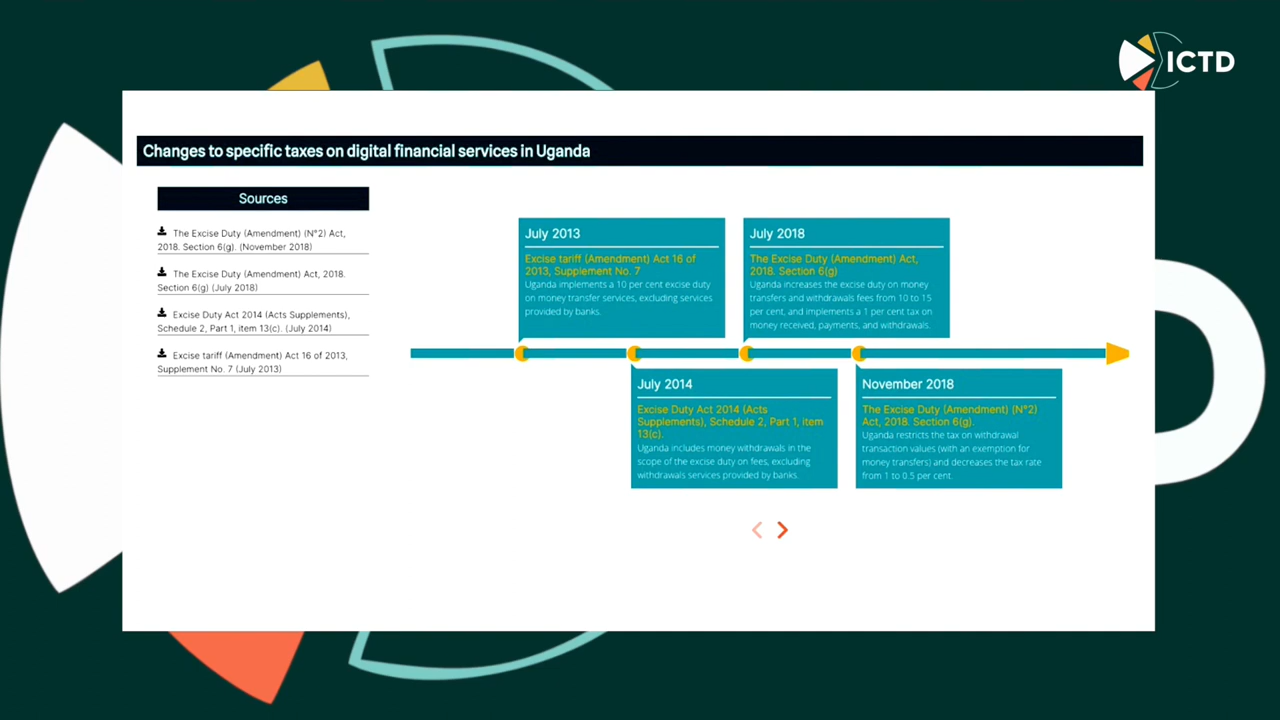 ICTD
Changes to specific taxes on digital financial services in Uganda
Sources
The Excise Duty (Amendment) (N°2) Act,
2018. Section 6(g). (November 2018)
The Excise Duty (Amendment) Act, 2018.
Section 6(g) (July 2018)
Excise Duty Act 2014 (Acts Supplements),
Schedule 2, Part 1, item 13(c). (July 2014)
Excise tariff (Amendment) Act 16 of 2013,
Supplement No. 7 (July 2013)
July 2013
Excise tariff (Amendment) Act 16 of
2013, Supplement No. 7
Uganda implements a 10 per cent excise duty
on money transfer services, excluding services
provided by banks.
July 2018
The Excise Duty (Amendment) Act,
2018. Section 6(g)
Uganda increases the excise duty on money
transfers and withdrawals fees from 10 to 15
per cent, and implements a 1 per cent tax on
money received, payments, and withdrawals.
July 2014
Excise Duty Act 2014 (Acts
Supplements), Schedule 2, Part 1, item
13(c).
Uganda includes money withdrawals in the
scope of the excise duty on fees, excluding
withdrawals services provided by banks.
November 2018
The Excise Duty (Amendment) (N°2)
Act, 2018. Section 6(g).
Uganda restricts the tax on withdrawal
transaction values (with an exemption for
money transfers) and decreases the tax rate
from 1 to 0.5 per cent.